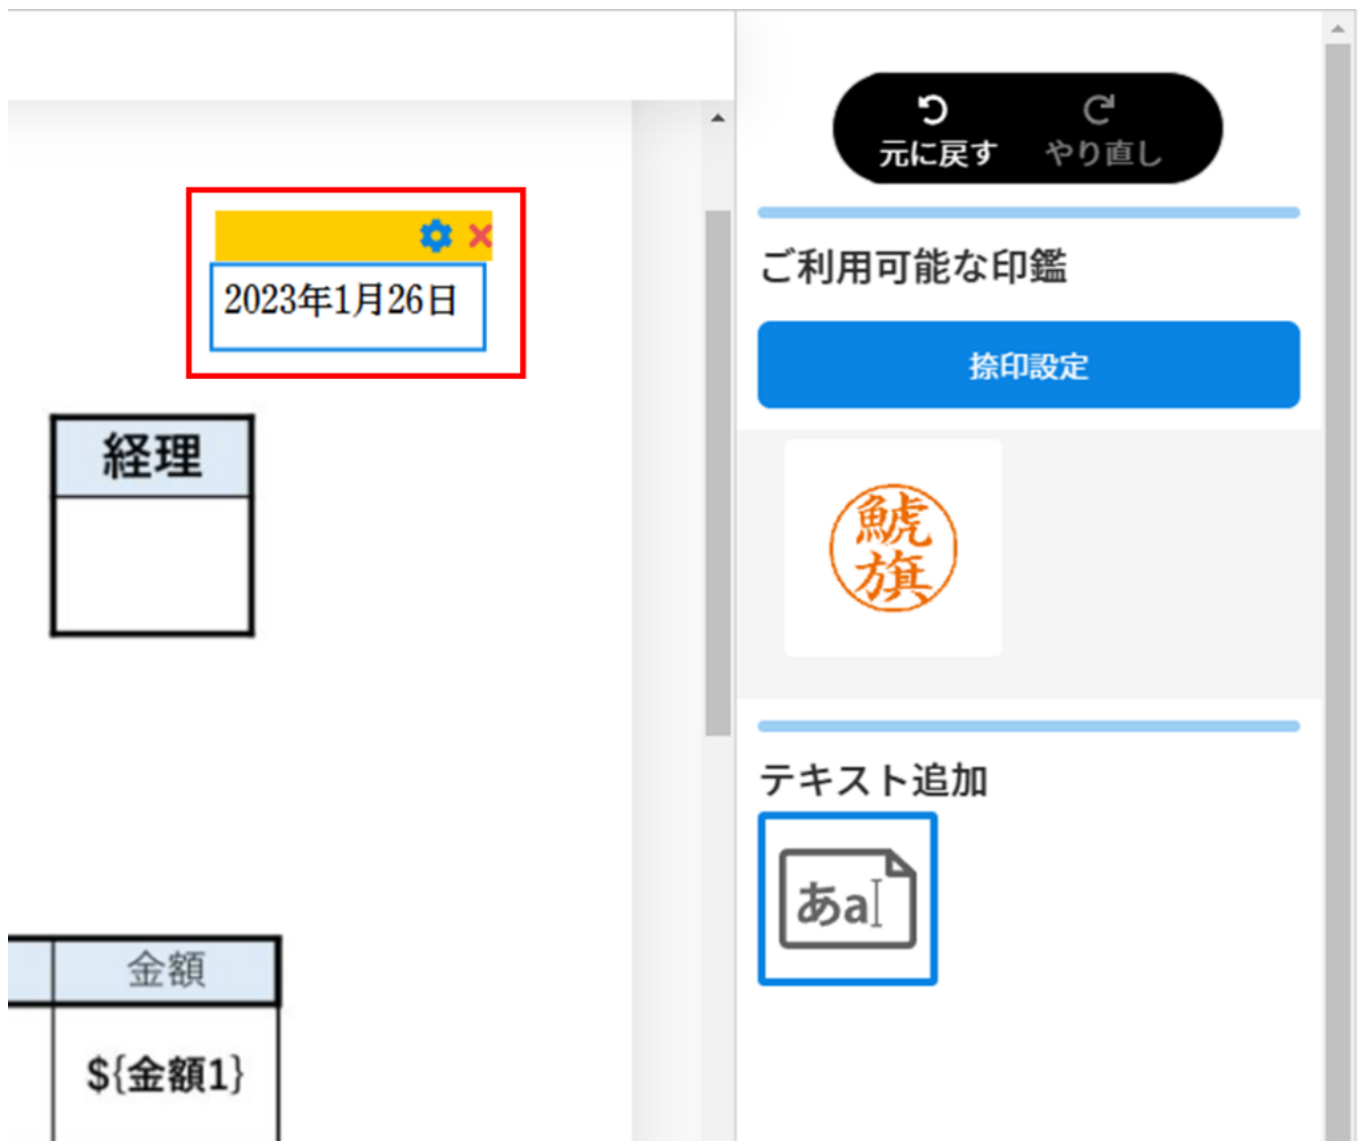 元に戻す
やり直し
2023年1月26日
ご利用可能な印鑑
捺印設定
経理
鯱
旗
テキスト追加
あa
金額
${金額1}